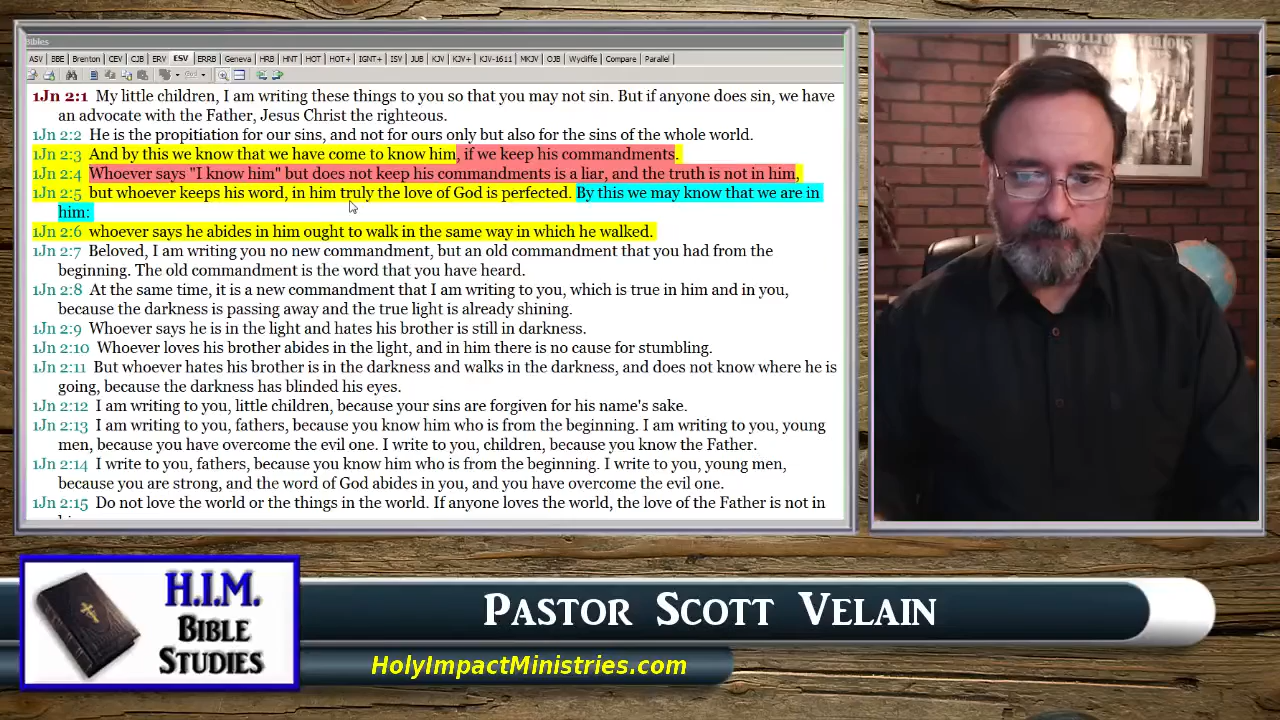 Bibles
ASV BBE Brenton CEV CJB ERV ESV ERRB Geneva HRB HNT HOT HOT+ IGNT+ ISV JUB KJV KJV+ KJV-1611 MKJV OJB Wycliffe Compare Parallel
1Jn 2:1 My little children, I am writing these things to you so that you may not sin. But if anyone does sin, we have
an advocate with the Father, Jesus Christ the righteous.
1Jn 2:2 He is the propitiation for our sins, and not for ours only but also for the sins of the whole world.
1Jn 2:3 And by this we know that we have come to know him, if we keep his commandments.
1Jn 2:4 Whoever says "I know him" but does not keep his commandments is a liar, and the truth is not in him,
1Jn 2:5 but whoever keeps his word, in him truly the love of God is perfected. By this we may know that we are in
him:
1Jn 2:6 whoever says he abides in him ought to walk in the same way in which he walked.
1Jn 2:7 Beloved, I am writing you no new commandment, but an old commandment that you had from the
beginning. The old commandment is the word that you have heard.
1Jn 2:8 At the same time, it is a new commandment that I am writing to you, which is true in him and in you,
because the darkness is passing away and the true light is already shining.
1Jn 2:9 Whoever says he is in the light and hates his brother is still in darkness.
1Jn 2:10 Whoever loves his brother abides in the light, and in him there is no cause for stumbling.
1Jn 2:11 But whoever hates his brother is in the darkness and walks in the darkness, and does not know where he is
going, because the darkness has blinded his eyes.
1Jn 2:12 I am writing to you, little children, because your sins are forgiven for his name's sake.
1Jn 2:13 I am writing to you, fathers, because you know him who is from the beginning. I am writing to you, young
men, because you have overcome the evil one. I write to you, children, because you know the Father.
1Jn 2:14 I write to you, fathers, because you know him who is from the beginning. I write to you, young men,
because you are strong, and the word of God abides in you, and you have overcome the evil one.
1Jn 2:15 Do not love the world or the things in the world. If anyone loves the world, the love of the Father is not in
CARROLLTON WARRIORS
H.I.M.
BIBLE
STUDIES
PASTOR SCOTT VELAIN
HolyImpactMinistries.com